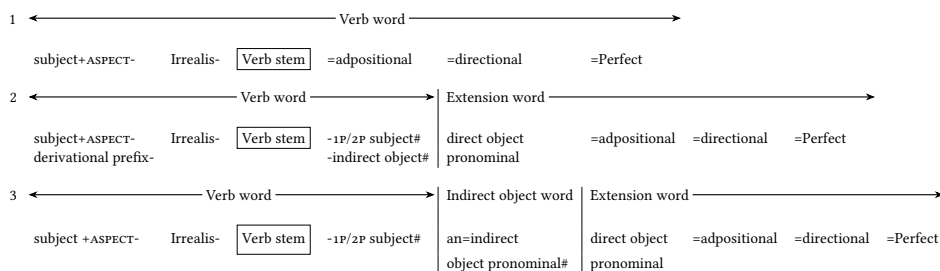 1 Verb word
subject+ASPECT- Irrealis- Verb stem =adpositional =directional =Perfect
2 Verb word Extension word
subject+ASPECT- Irrealis- Verb stem -1P/2P subject# direct object =adpositional =directional =Perfect
derivational prefix- -indirect object# pronominal
3 Verb word Indirect object word Extension word
subject +ASPECT- Irrealis- Verb stem -1P/2P subject# an=indirect direct object =adpositional =directional =Perfect
object pronominal# pronominal